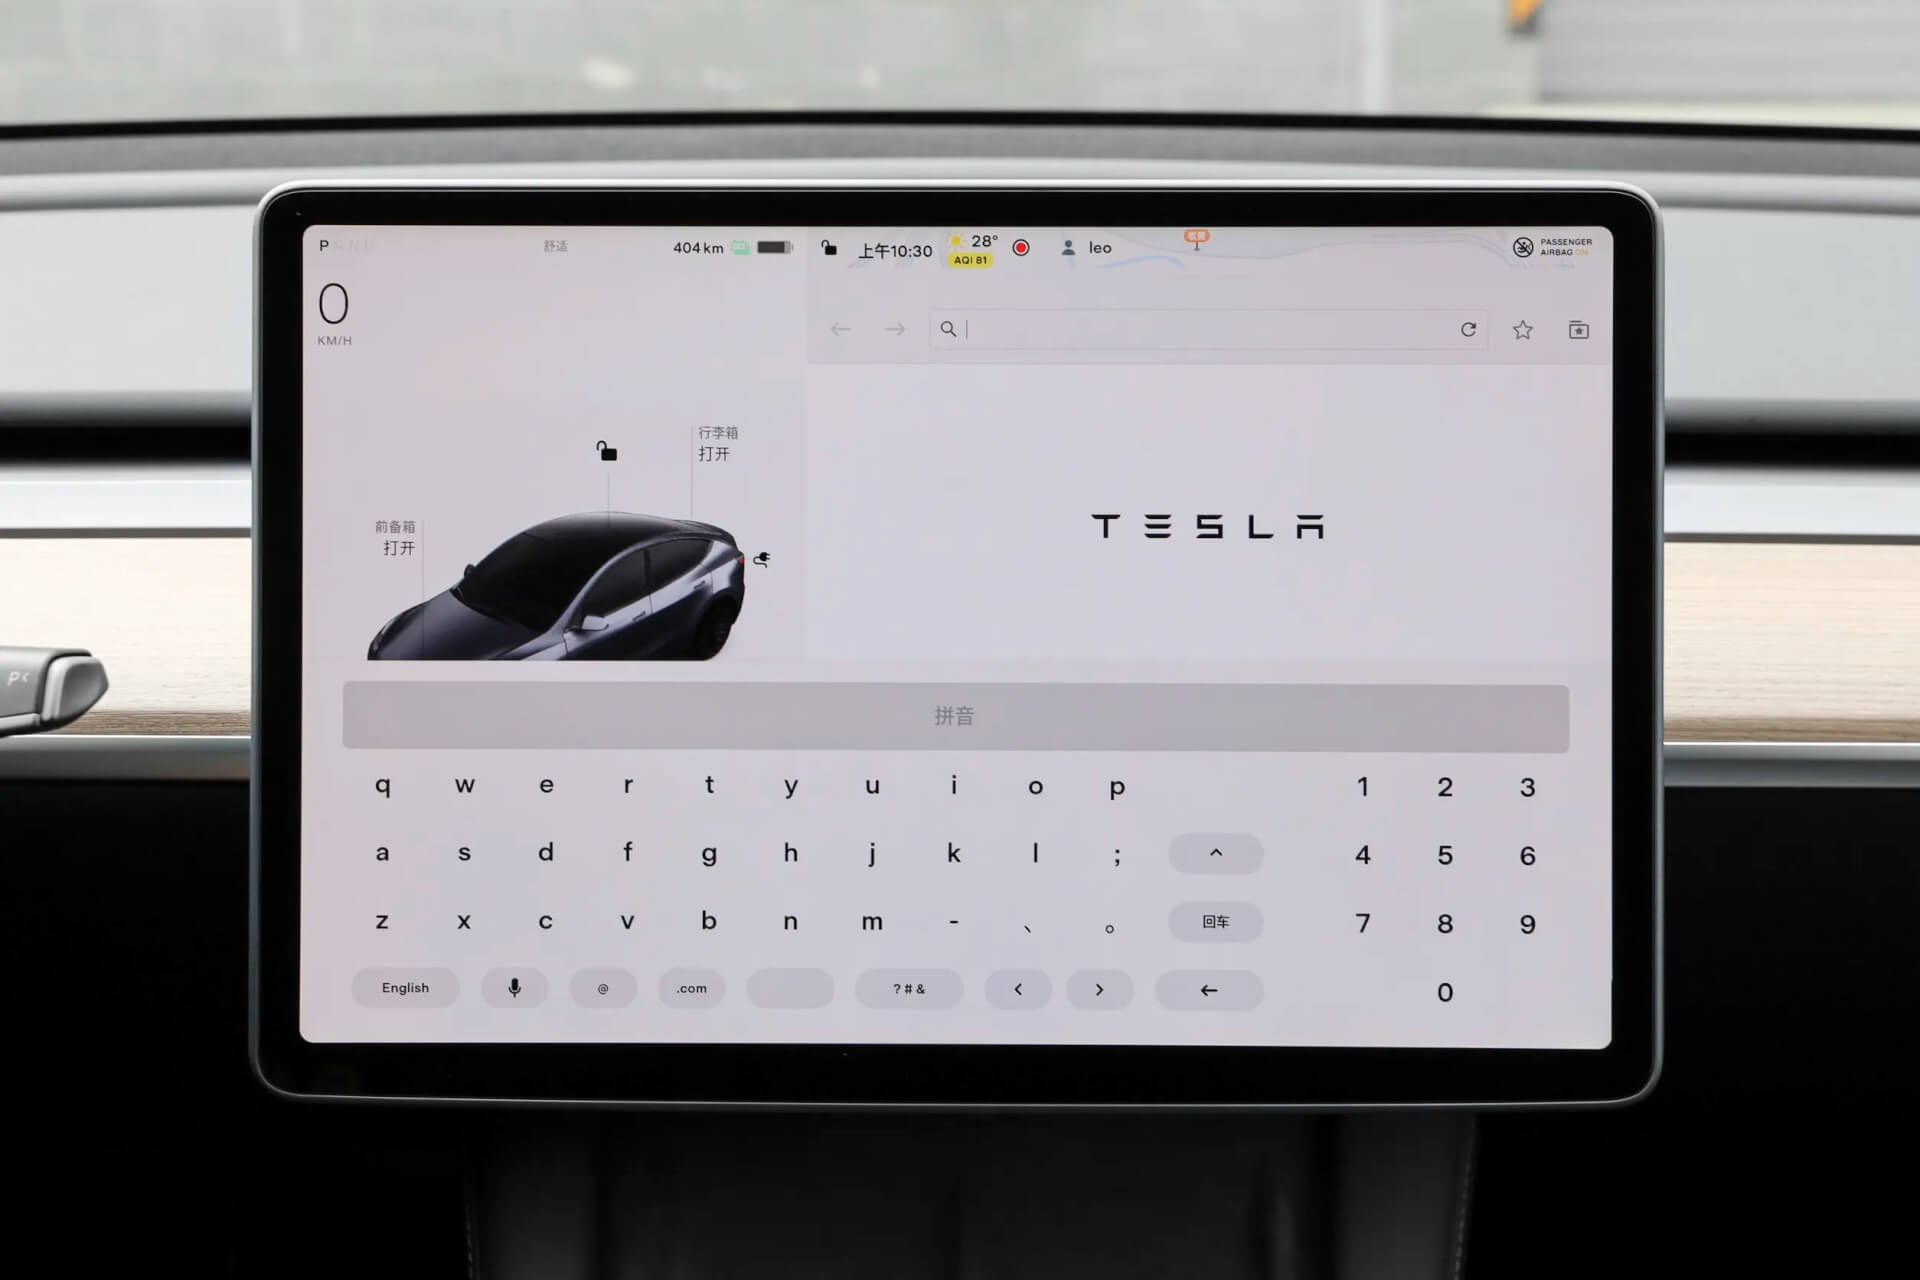 P R N D
舒适
404 km
上午10:30
28°
AQI 81
leo
PASSENGER
AIRBAG ON
0
KM/H
行李箱
打开
前备箱
打开
TESLA
拼音
q w e r t y u i o p 1 2 3
a s d f g h j k l ; 4 5 6
z x c v b n m - 、 。 回车 7 8 9
English @ .com ?#& 0
P